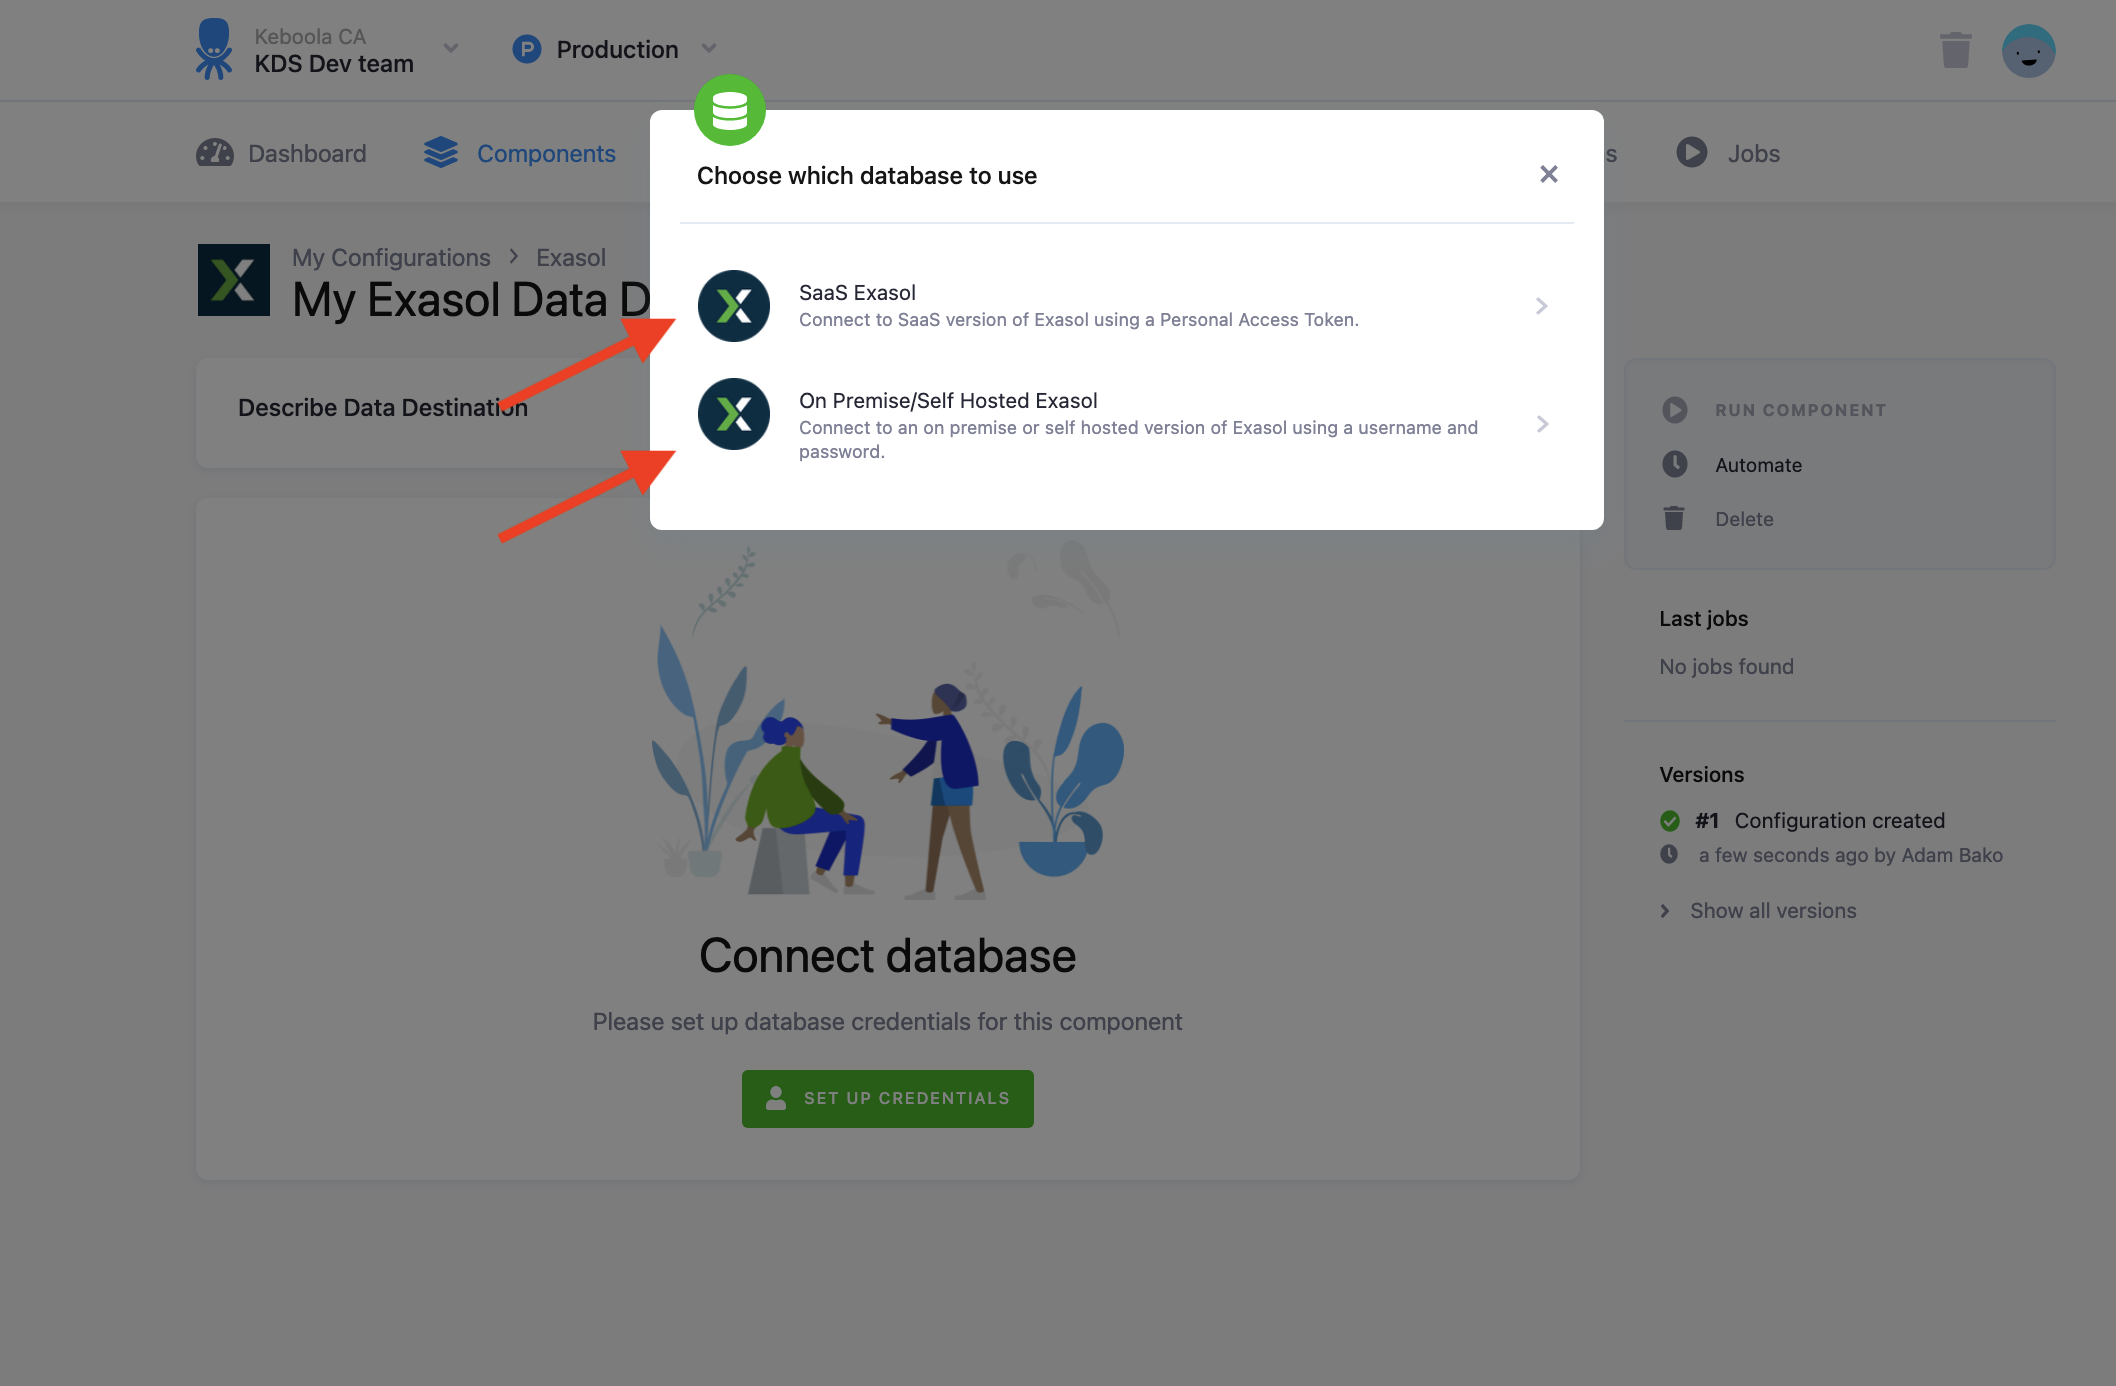 Keboola CA
KDS Dev team
P Production
Dashboard
Components
s
Jobs
Choose which database to use
SaaS Exasol
Connect to SaaS version of Exasol using a Personal Access Token.
On Premise/Self Hosted Exasol
Connect to an on premise or self hosted version of Exasol using a username and
password.
My Configurations
Exasol
My Exasol Data D
Describe Data Destination
RUN COMPONENT
Automate
Delete
Last jobs
No jobs found
Versions
#1 Configuration created
a few seconds ago by Adam Bako
Show all versions
Connect database
Please set up database credentials for this component
SET UP CREDENTIALS